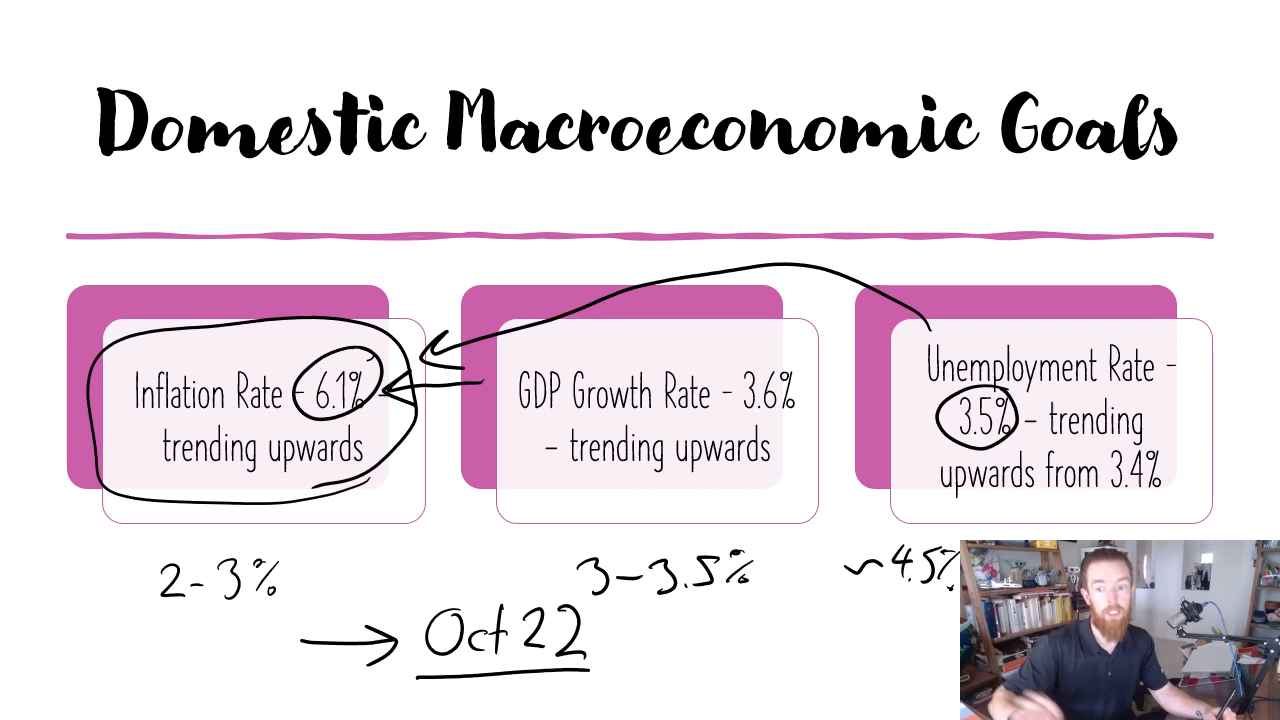 Domestic Macroeconomic Goals
Inflation Rate - 6.1%
trending upwards
GDP Growth Rate - 3.6%
- trending upwards
Unemployment Rate -
3.5% - trending
upwards from 3.4%
2-3%
3-3.5%
~4.5%
Oct 22